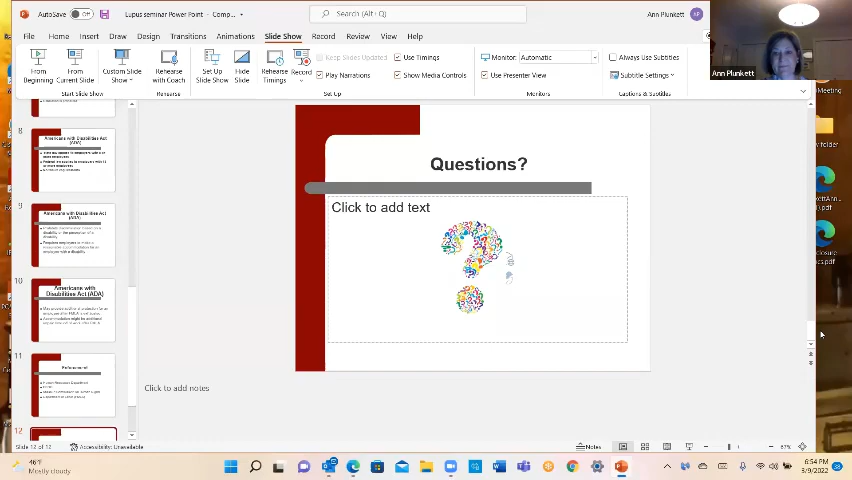 AutoSave
Off
Lupus seminar Power Point
-
Comp...
Search (Alt+Q)
Ann Plunkett
AP
File
Home
Insert
Draw
Design
Transitions
Animations
Slide Show
Record
Review
View
Help
From
Beginning
From
Current Slide
Custom Slide
Show
Rehearse
with Coach
Set Up
Slide Show
Hide
Slide
Rehearse
Timings
Record
Keep Slides Updated
Play Narrations
Use Timings
Show Media Controls
Monitor:
Automatic
Use Presenter View
Always Use Subtitles
Subtitle Settings
Start Slide Show
Rehearse
Set Up
Monitors
Captions & Subtitles
Ann Plunkett
8
Americans with Disabilities Act
(ADA)
9
Americans with Disabilities Act
(ADA)
10
Americans with
Disabilities Act (ADA)
11
Enforcement
12
Questions?
Click to add text
Click to add notes
Slide 12 of 12
Accessibility: Unavailable
Notes
67%
46°F
Mostly cloudy
6:54 PM
3/9/2022